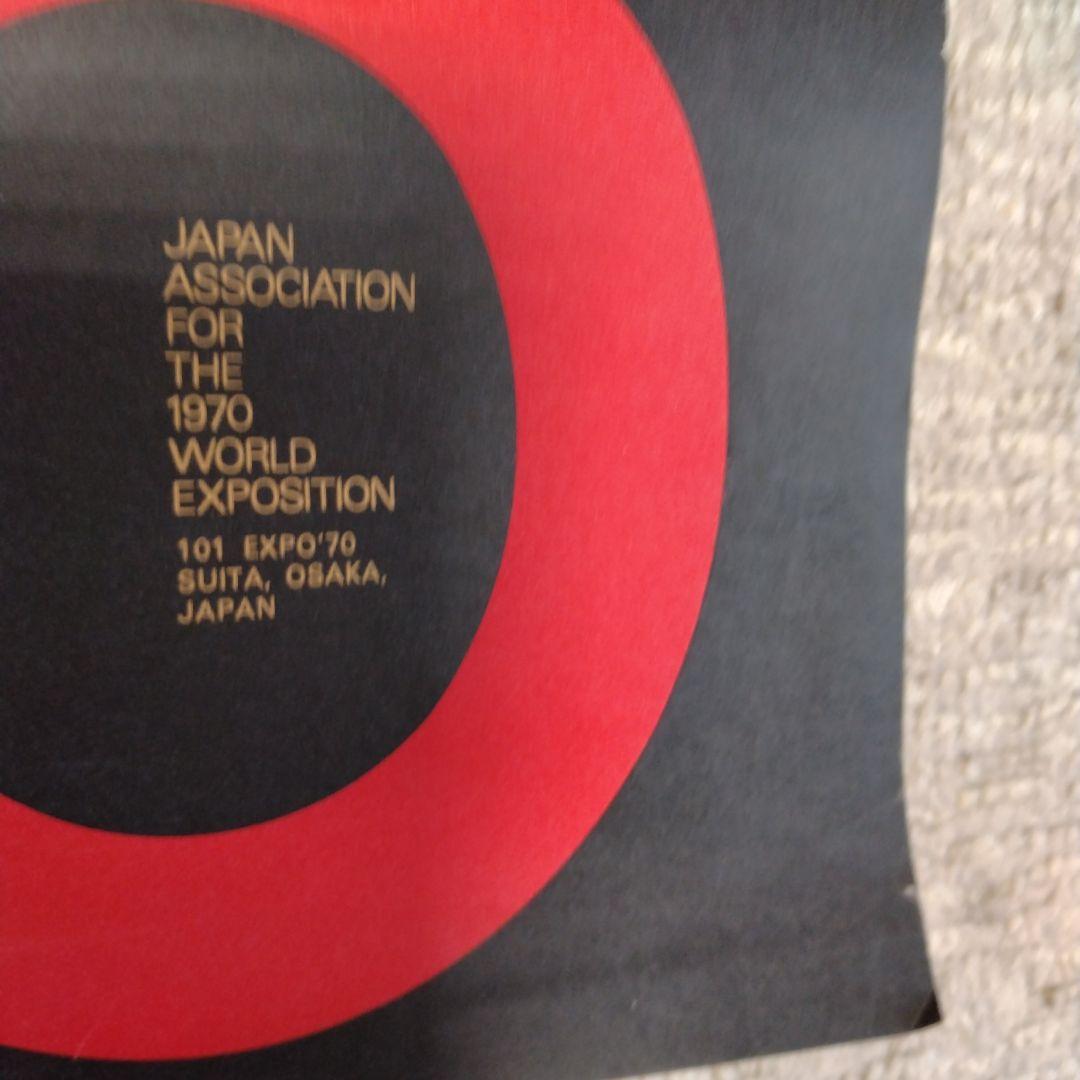 JAPAN
ASSOCIATION
FOR
THE
1970
WORLD
EXPOSITION
101 EXPO'70
SUITA, OSAKA,
JAPAN